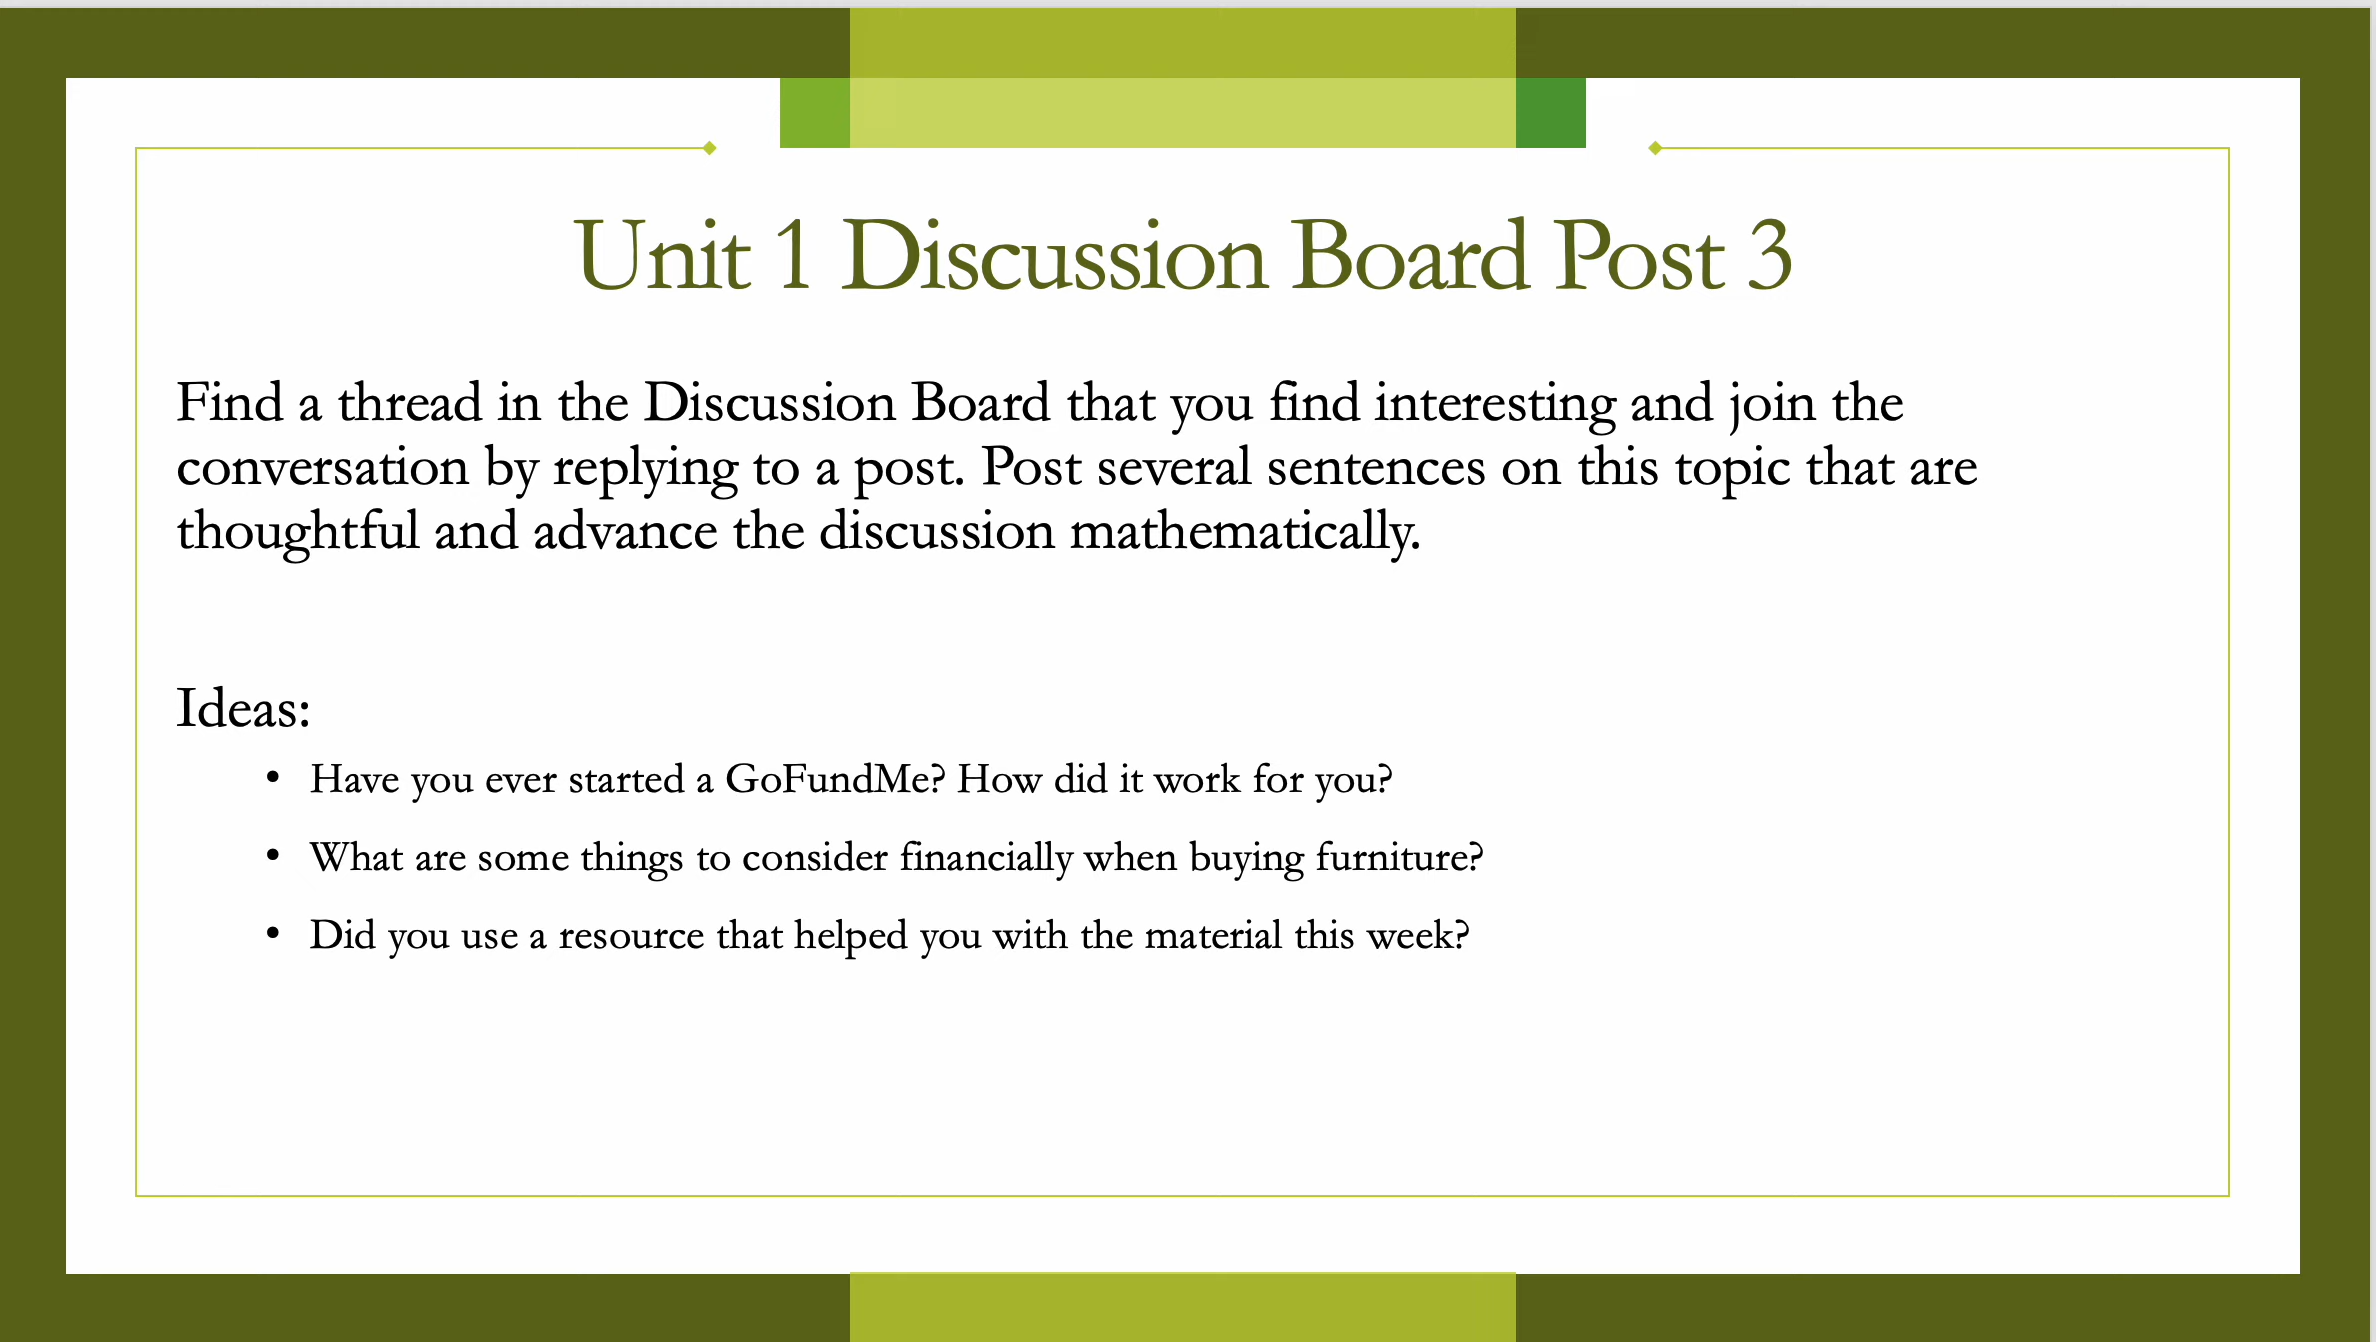 Unit 1 Discussion Board Post 3
Find a thread in the Discussion Board that you find interesting and join the
conversation by replying to a post. Post several sentences on this topic that are
thoughtful and advance the discussion mathematically.
Ideas:
• Have you ever started a GoFundMe? How did it work for you?
• What are some things to consider financially when buying furniture?
• Did you use a resource that helped you with the material this week?